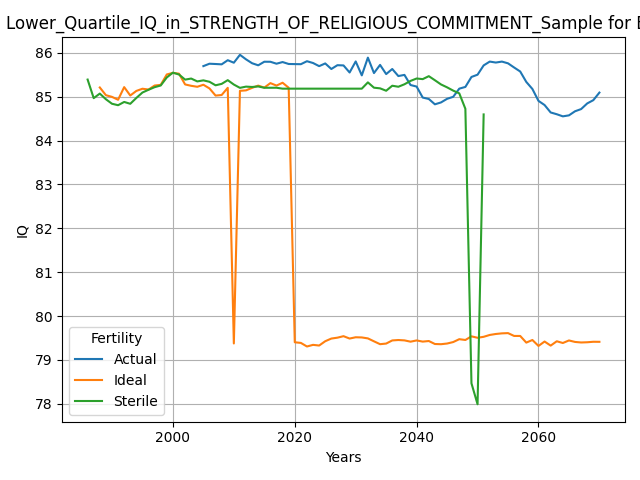 Lower_Quartile_IQ_in_STRENGTH_OF_RELIGIOUS_COMMITMENT_Sample for
86
85
84
83
82
81
80
79
78
IQ
Fertility
Actual
Ideal
Sterile
2000 2020 2040 2060
Years